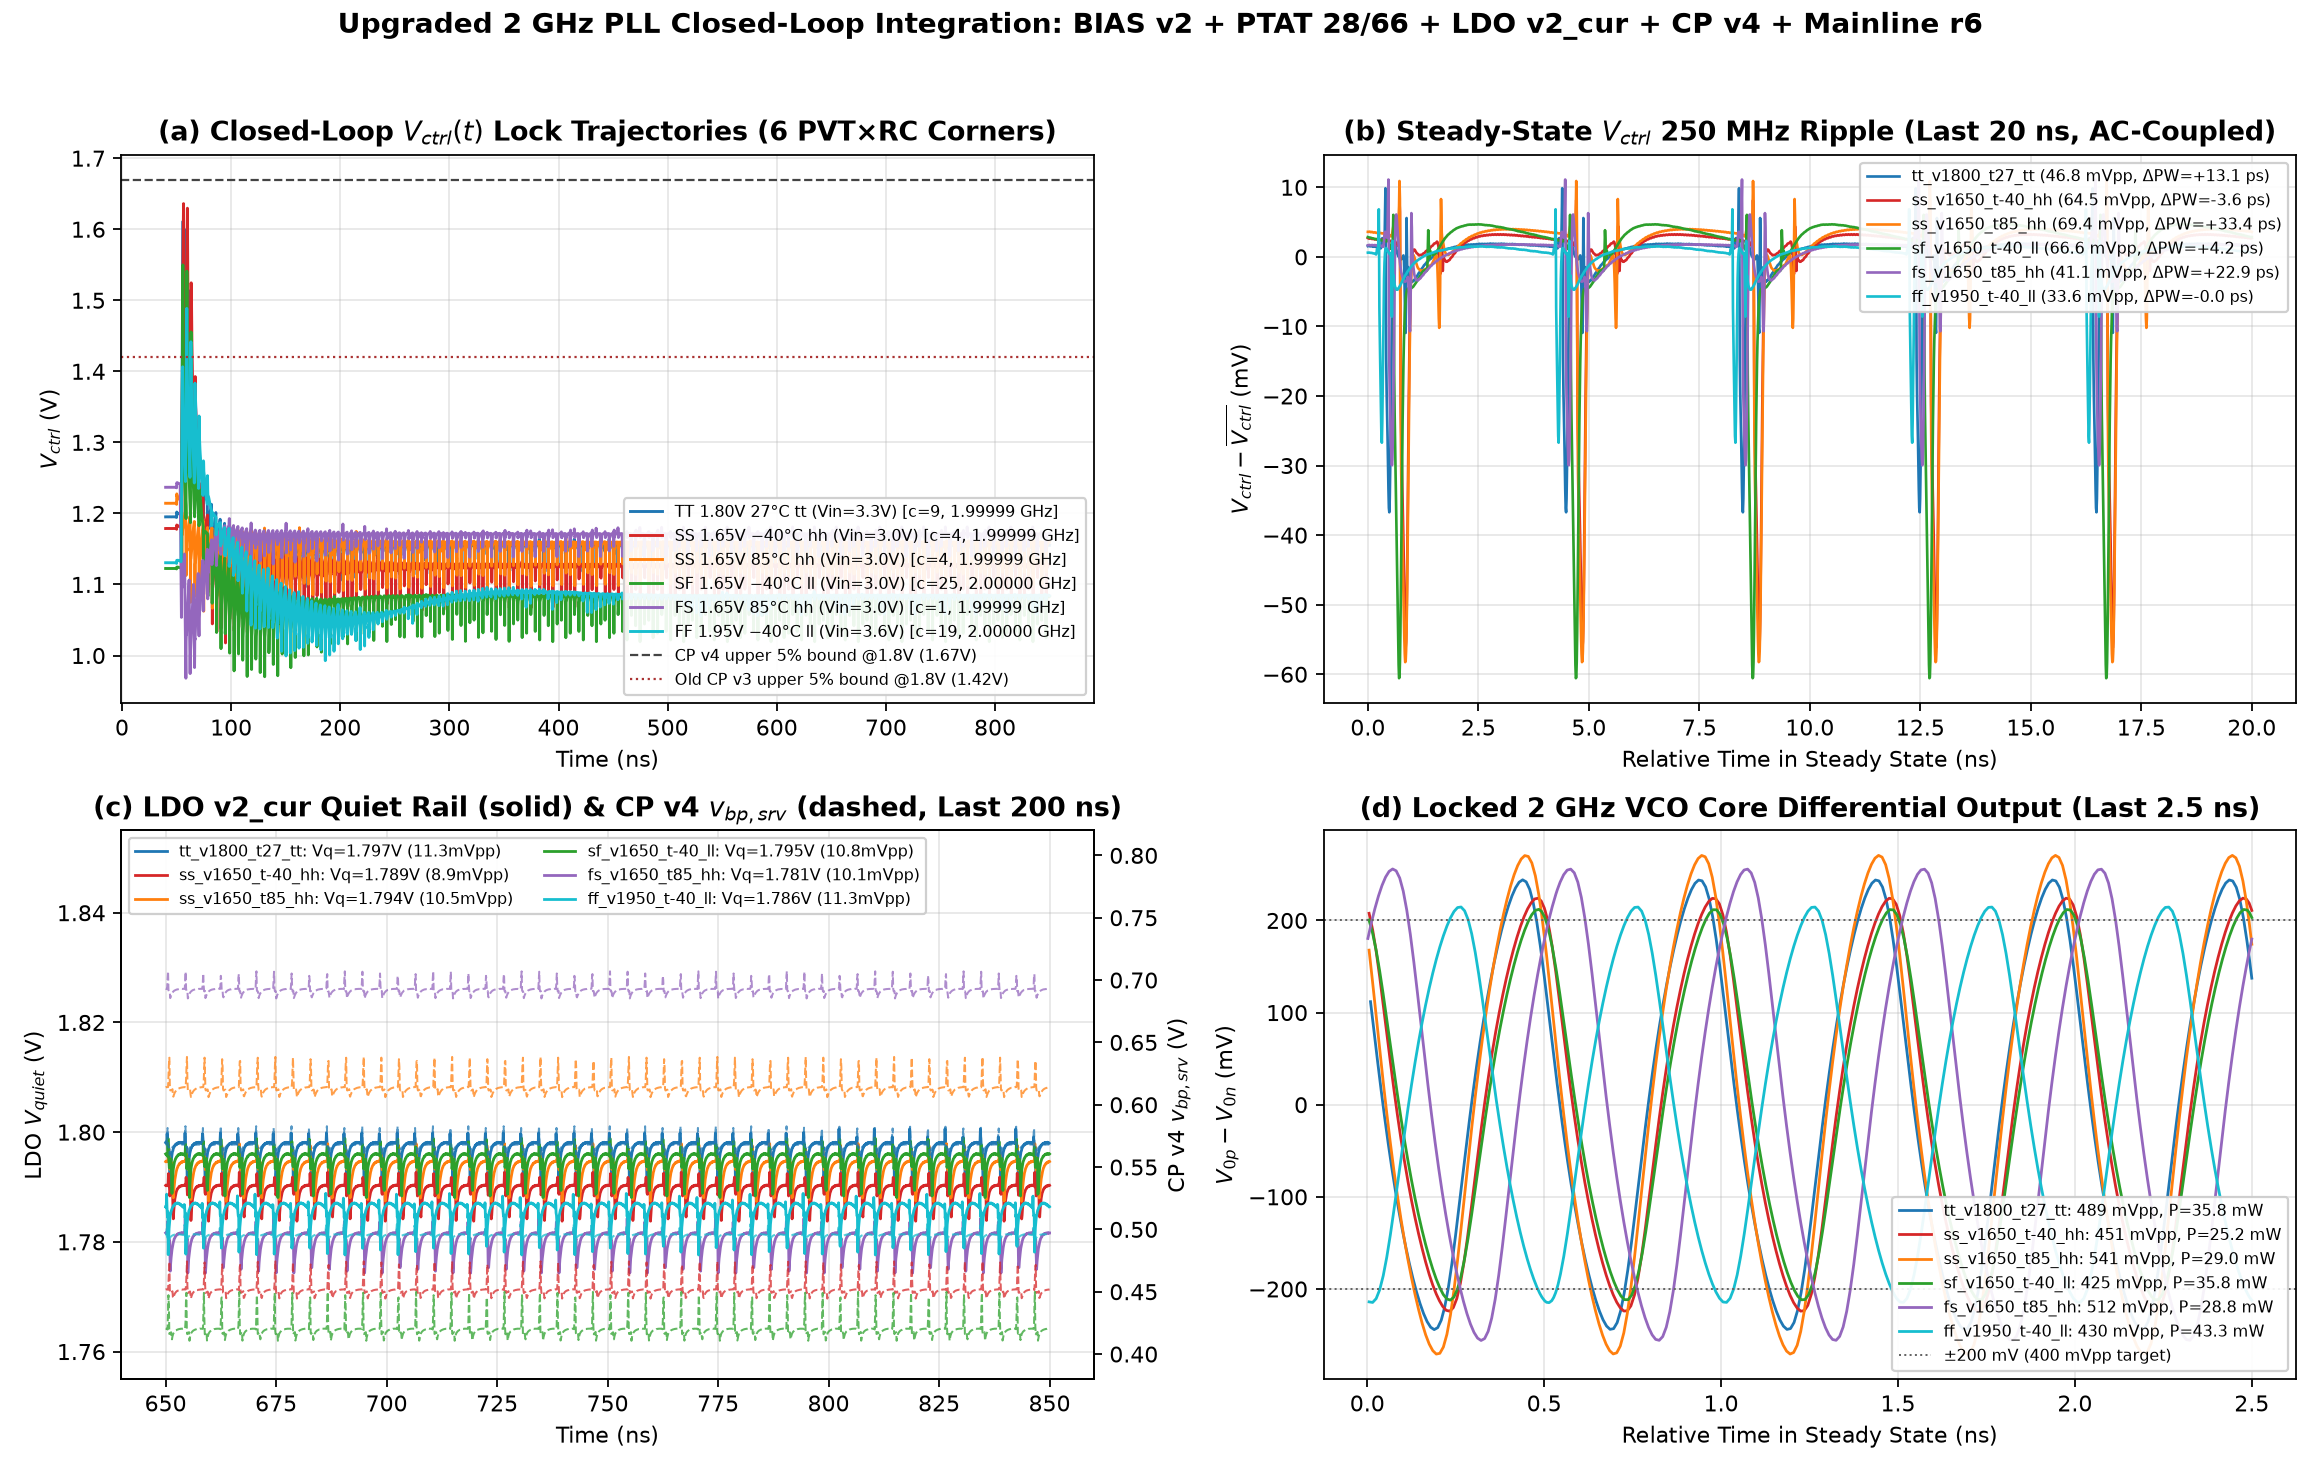 Upgraded 2 GHz PLL Closed-Loop Integration: BIAS v2 + PTAT 28/66 + LDO v2_cur + CP v4 + Mainline r6
(a) Closed-Loop V_ctrl(t) Lock Trajectories (6 PVT×RC Corners)
1.7
1.6
1.5
1.4
1.3
1.2
1.1
1.0
V_ctrl (V)
TT 1.80V 27°C tt (Vin=3.3V) [c=9, 1.99999 GHz]
SS 1.65V −40°C hh (Vin=3.0V) [c=4, 1.99999 GHz]
SS 1.65V 85°C hh (Vin=3.0V) [c=4, 1.99999 GHz]
SF 1.65V −40°C ll (Vin=3.0V) [c=25, 2.00000 GHz]
FS 1.65V 85°C hh (Vin=3.0V) [c=1, 1.99999 GHz]
FF 1.95V −40°C ll (Vin=3.6V) [c=19, 2.00000 GHz]
CP v4 upper 5% bound @1.8V (1.67V)
Old CP v3 upper 5% bound @1.8V (1.42V)
0 100 200 300 400 500 600 700 800
Time (ns)
(b) Steady-State V_ctrl 250 MHz Ripple (Last 20 ns, AC-Coupled)
10
0
−10
−20
−30
−40
−50
−60
V_ctrl − V_ctrl (mV)
tt_v1800_t27_tt (46.8 mVpp, ΔPW=+13.1 ps)
ss_v1650_t-40_hh (64.5 mVpp, ΔPW=-3.6 ps)
ss_v1650_t85_hh (69.4 mVpp, ΔPW=+33.4 ps)
sf_v1650_t-40_ll (66.6 mVpp, ΔPW=+4.2 ps)
fs_v1650_t85_hh (41.1 mVpp, ΔPW=+22.9 ps)
ff_v1950_t-40_ll (33.6 mVpp, ΔPW=-0.0 ps)
0.0 2.5 5.0 7.5 10.0 12.5 15.0 17.5 20.0
Relative Time in Steady State (ns)
(c) LDO v2_cur Quiet Rail (solid) & CP v4 v_bp,srv (dashed, Last 200 ns)
1.84
1.82
1.80
1.78
1.76
LDO V_quiet (V)
tt_v1800_t27_tt: Vq=1.797V (11.3mVpp)
ss_v1650_t-40_hh: Vq=1.789V (8.9mVpp)
ss_v1650_t85_hh: Vq=1.794V (10.5mVpp)
sf_v1650_t-40_ll: Vq=1.795V (10.8mVpp)
fs_v1650_t85_hh: Vq=1.781V (10.1mVpp)
ff_v1950_t-40_ll: Vq=1.786V (11.3mVpp)
0.80
0.75
0.70
0.65
0.60
0.55
0.50
0.45
0.40
CP v4 v_bp,srv (V)
650 675 700 725 750 775 800 825 850
Time (ns)
(d) Locked 2 GHz VCO Core Differential Output (Last 2.5 ns)
200
100
0
−100
−200
V_0p − V_0n (mV)
tt_v1800_t27_tt: 489 mVpp, P=35.8 mW
ss_v1650_t-40_hh: 451 mVpp, P=25.2 mW
ss_v1650_t85_hh: 541 mVpp, P=29.0 mW
sf_v1650_t-40_ll: 425 mVpp, P=35.8 mW
fs_v1650_t85_hh: 512 mVpp, P=28.8 mW
ff_v1950_t-40_ll: 430 mVpp, P=43.3 mW
±200 mV (400 mVpp target)
0.0 0.5 1.0 1.5 2.0 2.5
Relative Time in Steady State (ns)